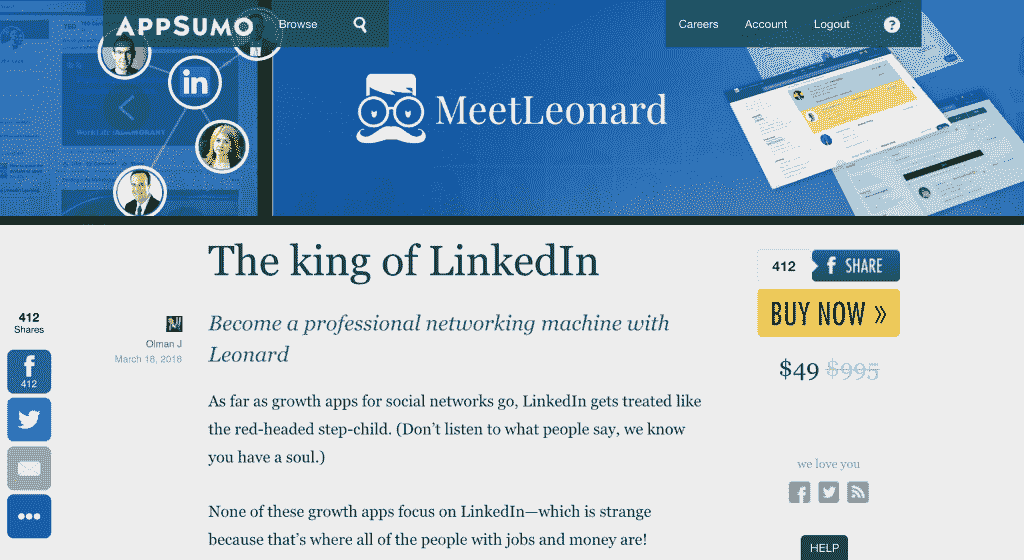 APPSUMO
Browse
Careers
Account
Logout
?
in
MeetLeonard
The king of LinkedIn
412
f SHARE
BUY NOW »
412
Shares
Olman J
March 18, 2016
Become a professional networking machine with
Leonard
$49 $995
f
412
As far as growth apps for social networks go, LinkedIn gets treated like
the red-headed step-child. (Don't listen to what people say, we know
you have a soul.)
we love you
None of these growth apps focus on LinkedIn—which is strange
because that's where all of the people with jobs and money are!
HELP